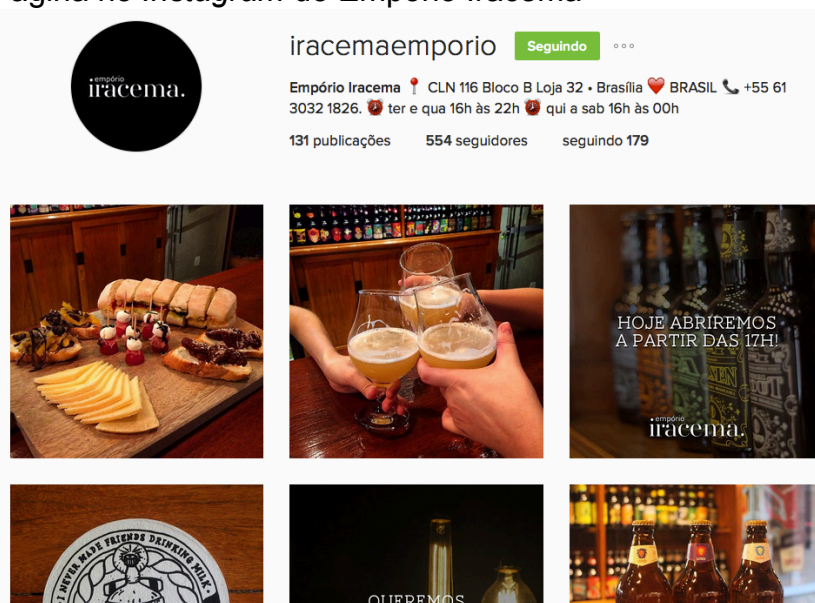 Página no Instagram do Empório Iracema
empório
iracema.
iracemaemporio Seguindo
Empório Iracema 📍 CLN 116 Bloco B Loja 32 • Brasília ❤️ BRASIL 📞 +55 61
3032 1826. ⏰ ter e qua 16h às 22h ⏰ qui a sab 16h às 00h
131 publicações 554 seguidores seguindo 179
HOJE ABRIREMOS
A PARTIR DAS 17H!
empório
iracema.
I NEVER MADE FRIENDS DRINKING MILK
QUEREMOS